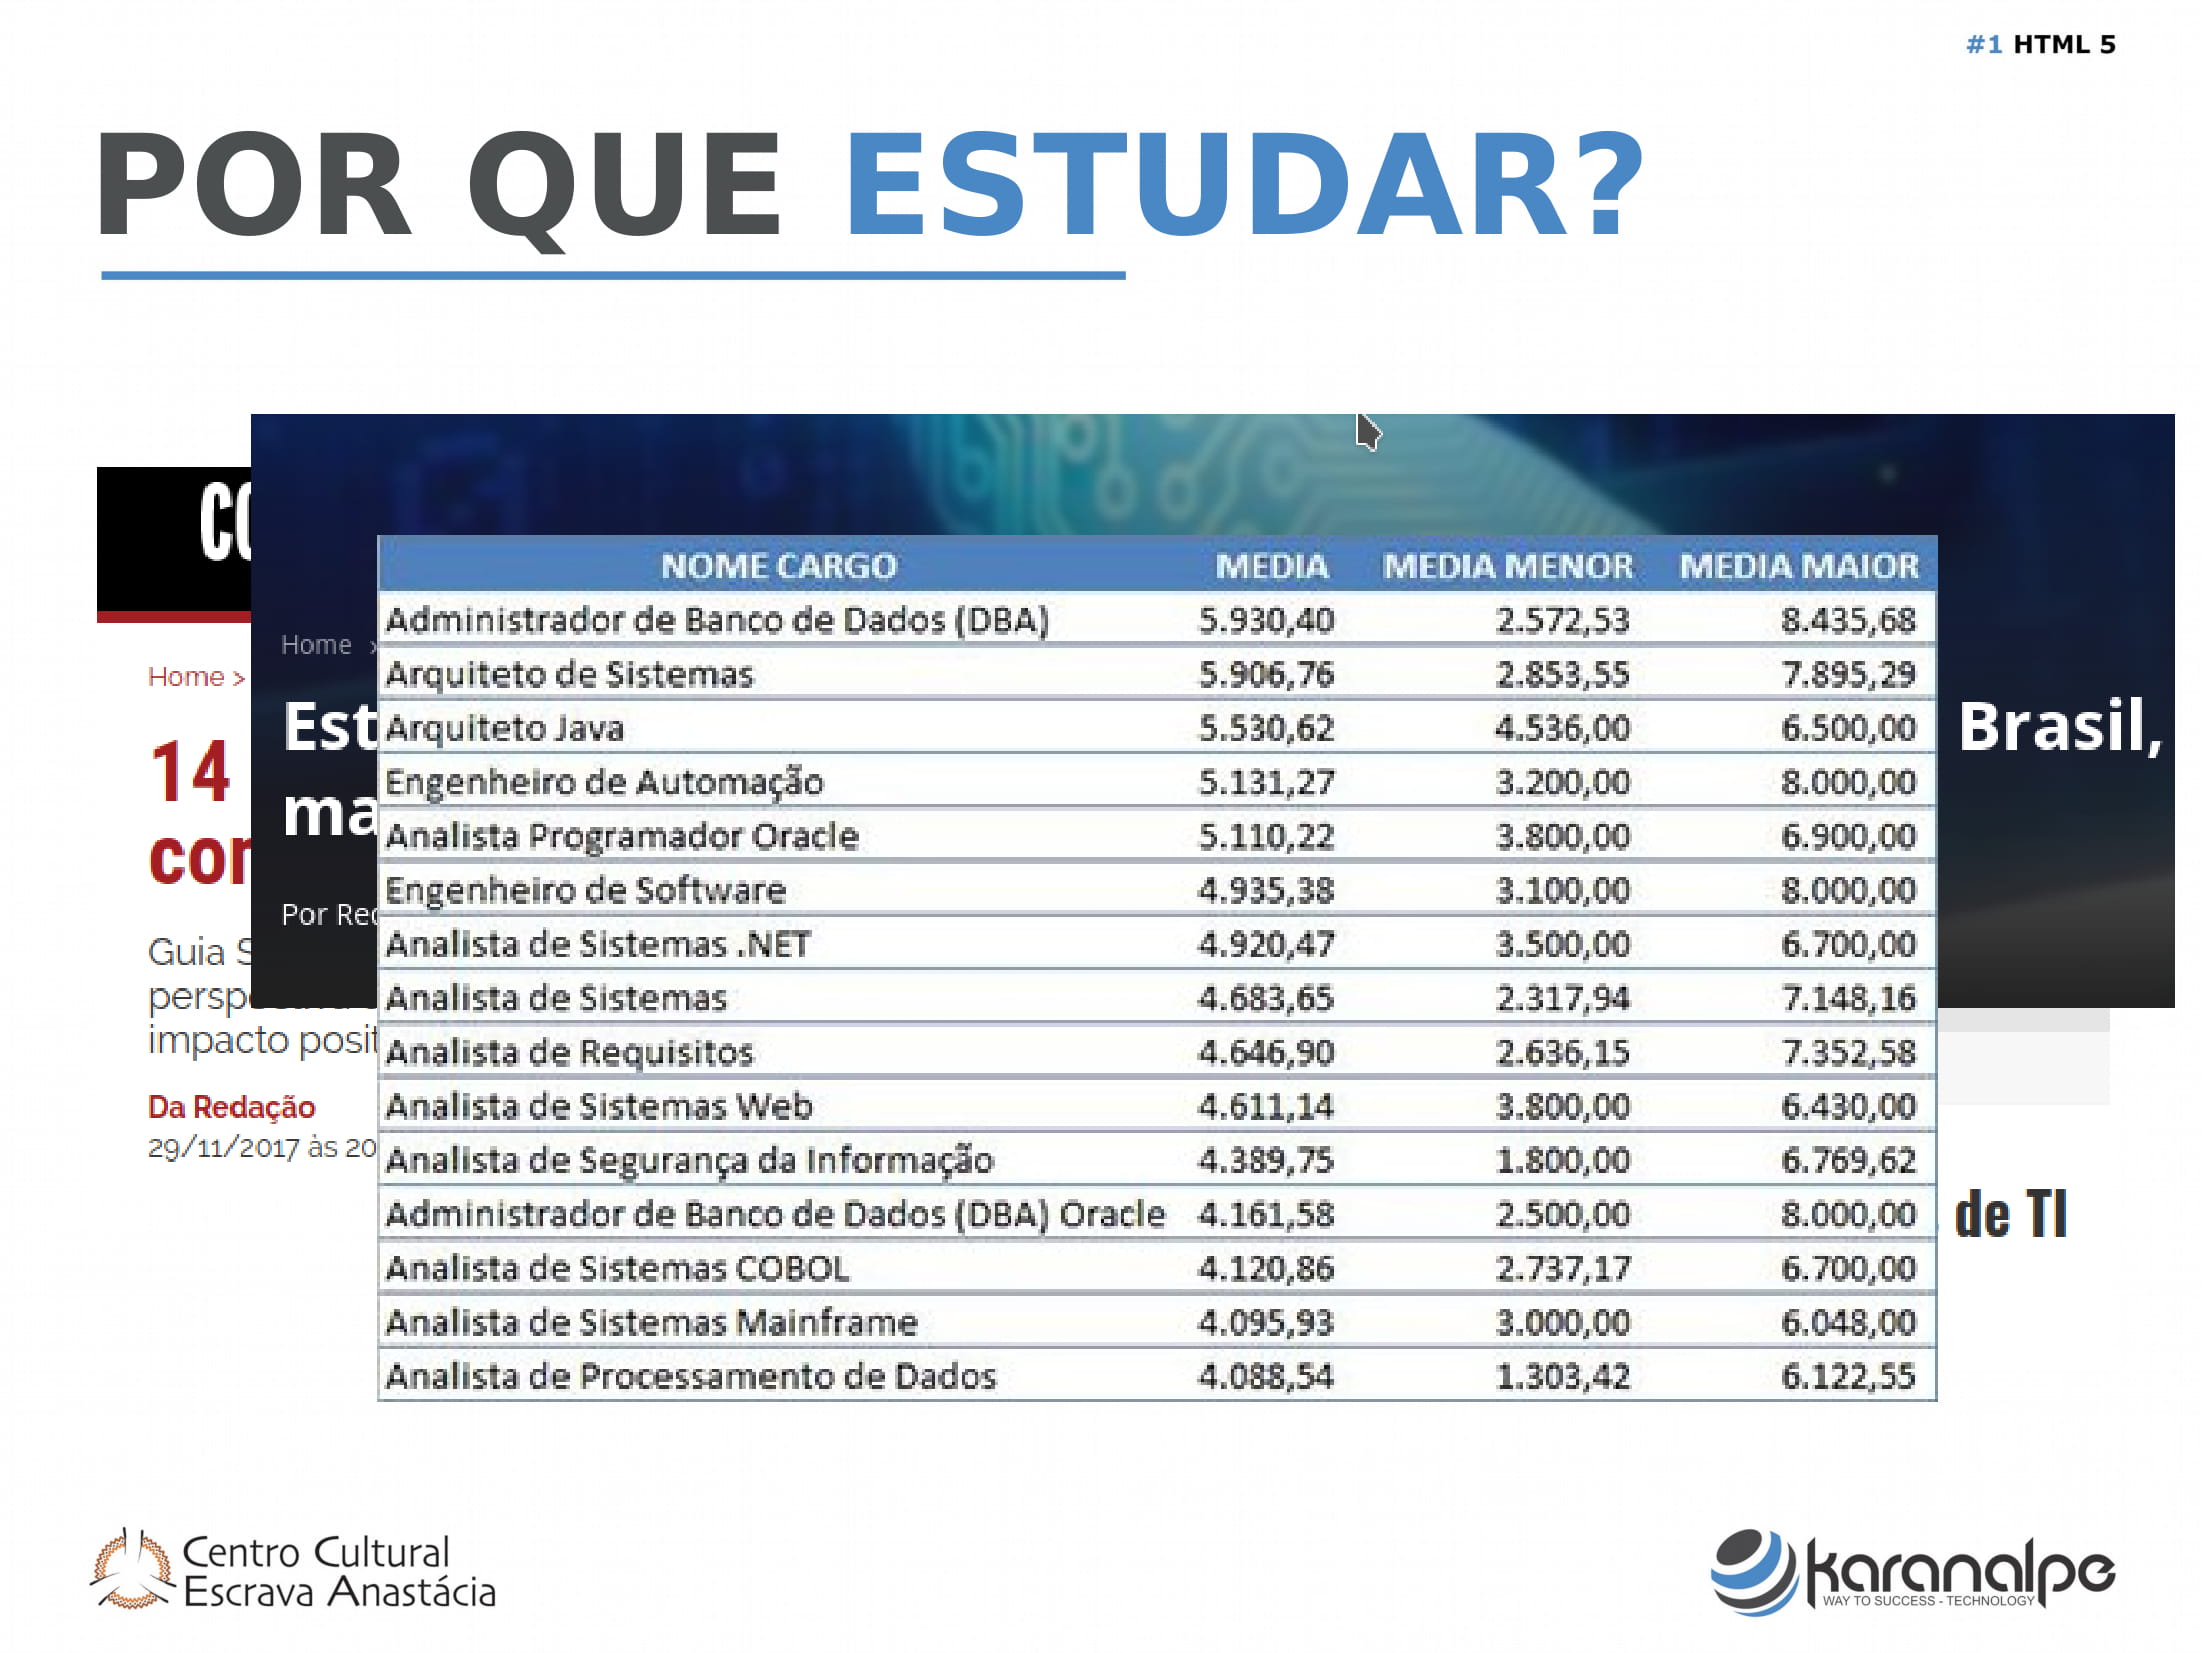 #1 HTML 5
POR QUE ESTUDAR?
Home >
14
Guia
impacto
Da Redação
29/11/2017 às 20
Home ›
Brasil,
Por
de TI
NOME CARGO MEDIA MEDIA MENOR MEDIA MAIOR
Administrador de Banco de Dados (DBA) 5.930,40 2.572,53 8.435,68
Arquiteto de Sistemas 5.906,76 2.853,55 7.895,29
Arquiteto Java 5.530,62 4.536,00 6.500,00
Engenheiro de Automação 5.131,27 3.200,00 8.000,00
Analista Programador Oracle 5.110,22 3.800,00 6.900,00
Engenheiro de Software 4.935,38 3.100,00 8.000,00
Analista de Sistemas .NET 4.920,47 3.500,00 6.700,00
Analista de Sistemas 4.683,65 2.317,94 7.148,16
Analista de Requisitos 4.646,90 2.636,15 7.352,58
Analista de Sistemas Web 4.611,14 3.800,00 6.430,00
Analista de Segurança da Informação 4.389,75 1.800,00 6.769,62
Administrador de Banco de Dados (DBA) Oracle 4.161,58 2.500,00 8.000,00
Analista de Sistemas COBOL 4.120,86 2.737,17 6.700,00
Analista de Sistemas Mainframe 4.095,93 3.000,00 6.048,00
Analista de Processamento de Dados 4.088,54 1.303,42 6.122,55
Centro Cultural
Escrava Anastácia
karanalpe
WAY TO SUCCESS - TECHNOLOGY